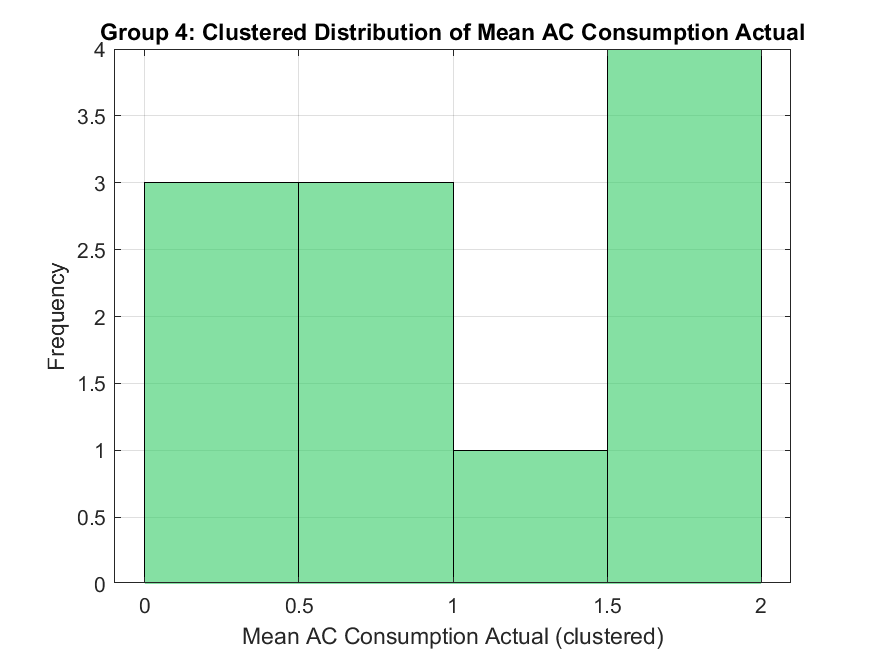 Group 4: Clustered Distribution of Mean AC Consumption Actual
4
3.5
3
2.5
2
1.5
1
0.5
0
Frequency
0 0.5 1 1.5 2
Mean AC Consumption Actual (clustered)